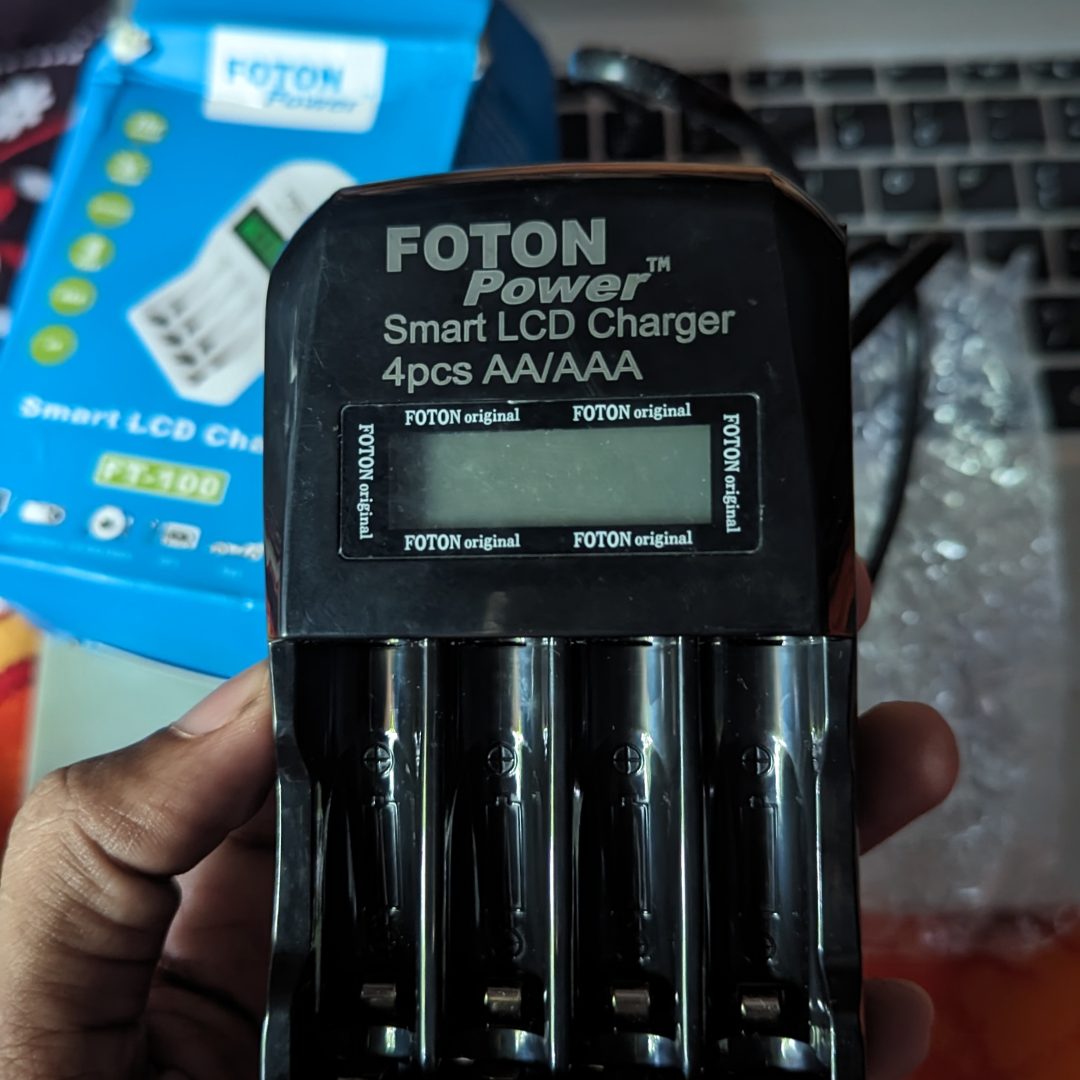 FOTON
Power
Smart LCD Cha
FT-100
FOTON
Power™
Smart LCD Charger
4pcs AA/AAA
FOTON original FOTON original
FOTON original
FOTON original
FOTON original FOTON original